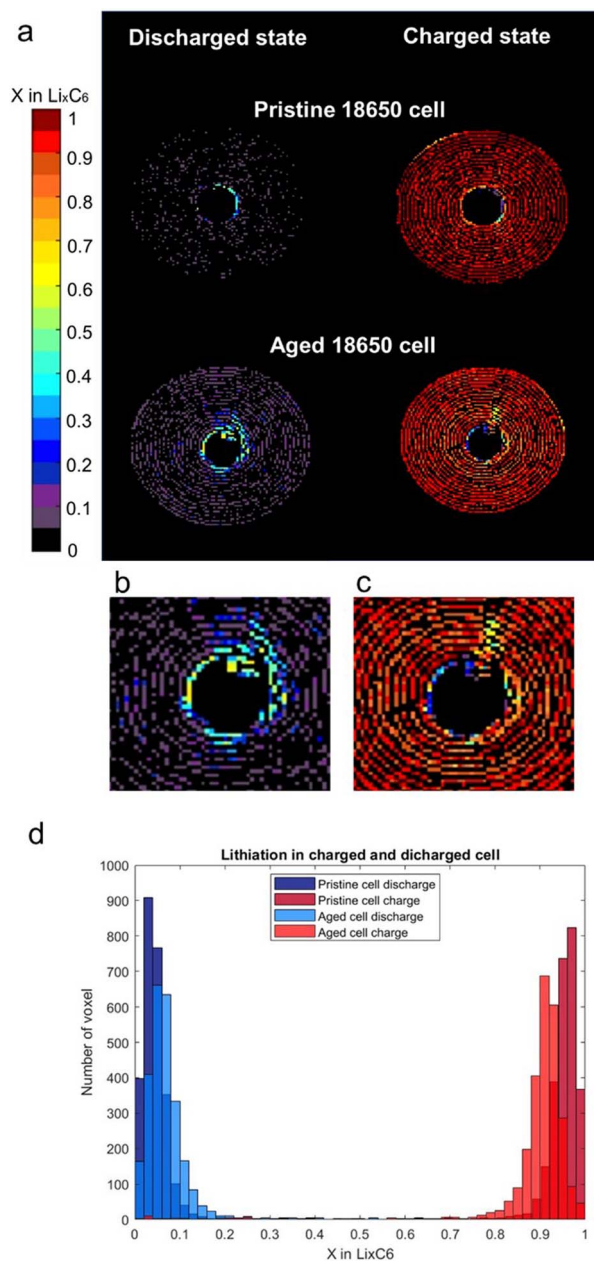 a
Discharged state
Charged state
X in LiₓC₆
1
0.9
0.8
0.7
0.6
0.5
0.4
0.3
0.2
0.1
0
Pristine 18650 cell
Aged 18650 cell
b
c
d
Lithiation in charged and dicharged cell
Pristine cell discharge
Pristine cell charge
Aged cell discharge
Aged cell charge
Number of voxel
1000
900
800
700
600
500
400
300
200
100
0
0 0.1 0.2 0.3 0.4 0.5 0.6 0.7 0.8 0.9 1
X in LixC6